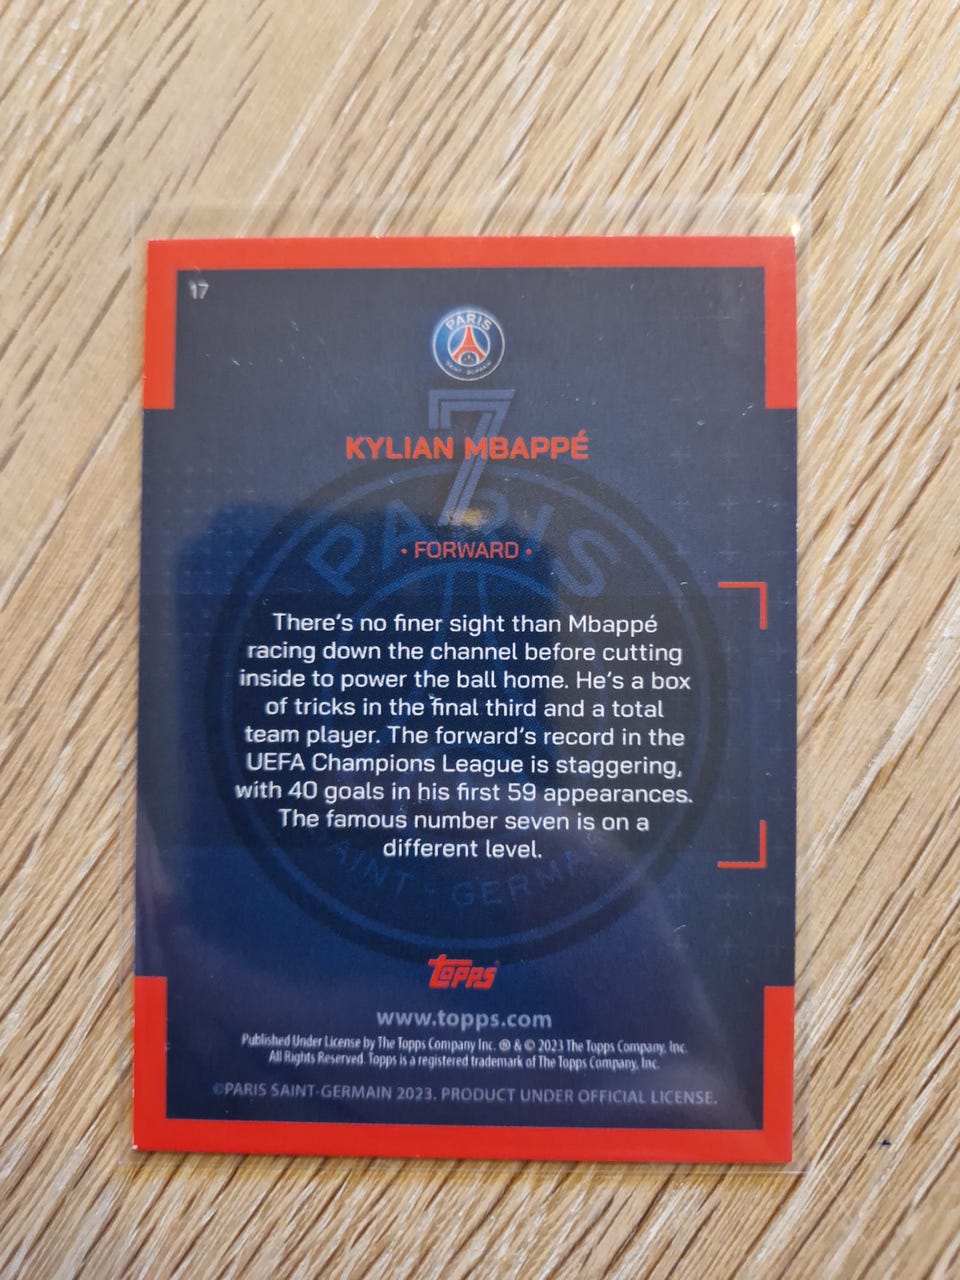 17
PARIS
SAINT-GERMAIN
7
KYLIAN MBAPPÉ
PARIS
• FORWARD •
There's no finer sight than Mbappé
racing down the channel before cutting
inside to power the ball home. He's a box
of tricks in the final third and a total
team player. The forward's record in the
UEFA Champions League is staggering,
with 40 goals in his first 59 appearances.
The famous number seven is on a
different level.
SAINT-GERMAIN
Topps
www.topps.com
Published Under License by The Topps Company Inc. ® & © 2023 The Topps Company, Inc.
All Rights Reserved. Topps is a registered trademark of The Topps Company, Inc.
©PARIS SAINT-GERMAIN 2023. PRODUCT UNDER OFFICIAL LICENSE.